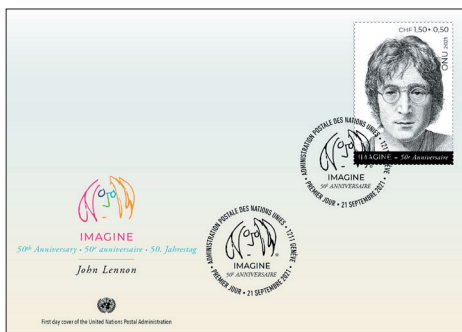 CHF 1,50 + 0,50
ONU 2021
IMAGINE – 50e Anniversaire
ADMINISTRATION POSTALE DES NATIONS UNIES • 1211 GENÈVE
IMAGINE
50e ANNIVERSAIRE
• PREMIER JOUR • 21 SEPTEMBRE 2021 •
IMAGINE
50th Anniversary • 50e anniversaire • 50. Jahrestag
John Lennon
ADMINISTRATION POSTALE DES NATIONS UNIES • 1211 GENÈVE
IMAGINE
50e ANNIVERSAIRE
• PREMIER JOUR • 21 SEPTEMBRE 2021 •
First day cover of the United Nations Postal Administration